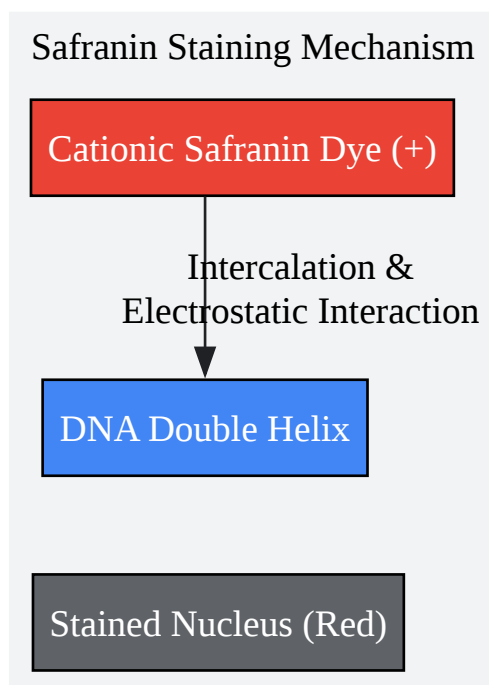 Safranin Staining Mechanism
Cationic Safranin Dye (+)
Intercalation &
Electrostatic Interaction
DNA Double Helix
Stained Nucleus (Red)